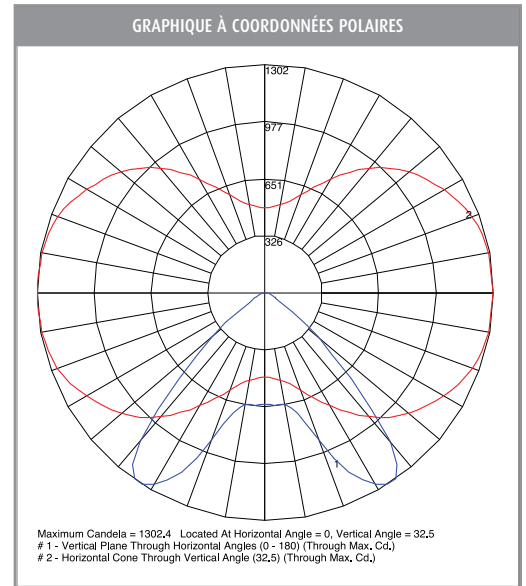 GRAPHIQUE À COORDONNÉES POLAIRES
1302
977
651
2
326
1
Maximum Candela = 1302.4 Located At Horizontal Angle = 0, Vertical Angle = 32.5
# 1 - Vertical Plane Through Horizontal Angles (0 - 180) (Through Max. Cd.)
# 2 - Horizontal Cone Through Vertical Angle (32.5) (Through Max. Cd.)